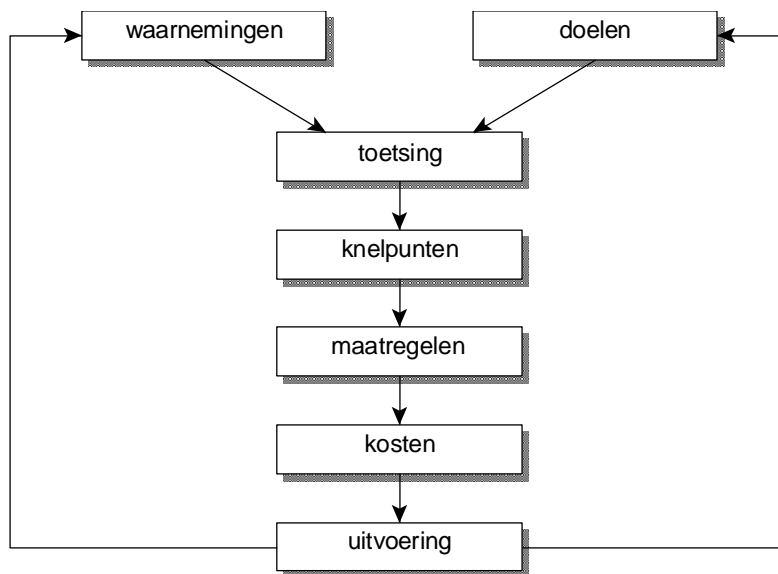 waarnemingen
doelen
toetsing
knelpunten
maatregelen
kosten
uitvoering